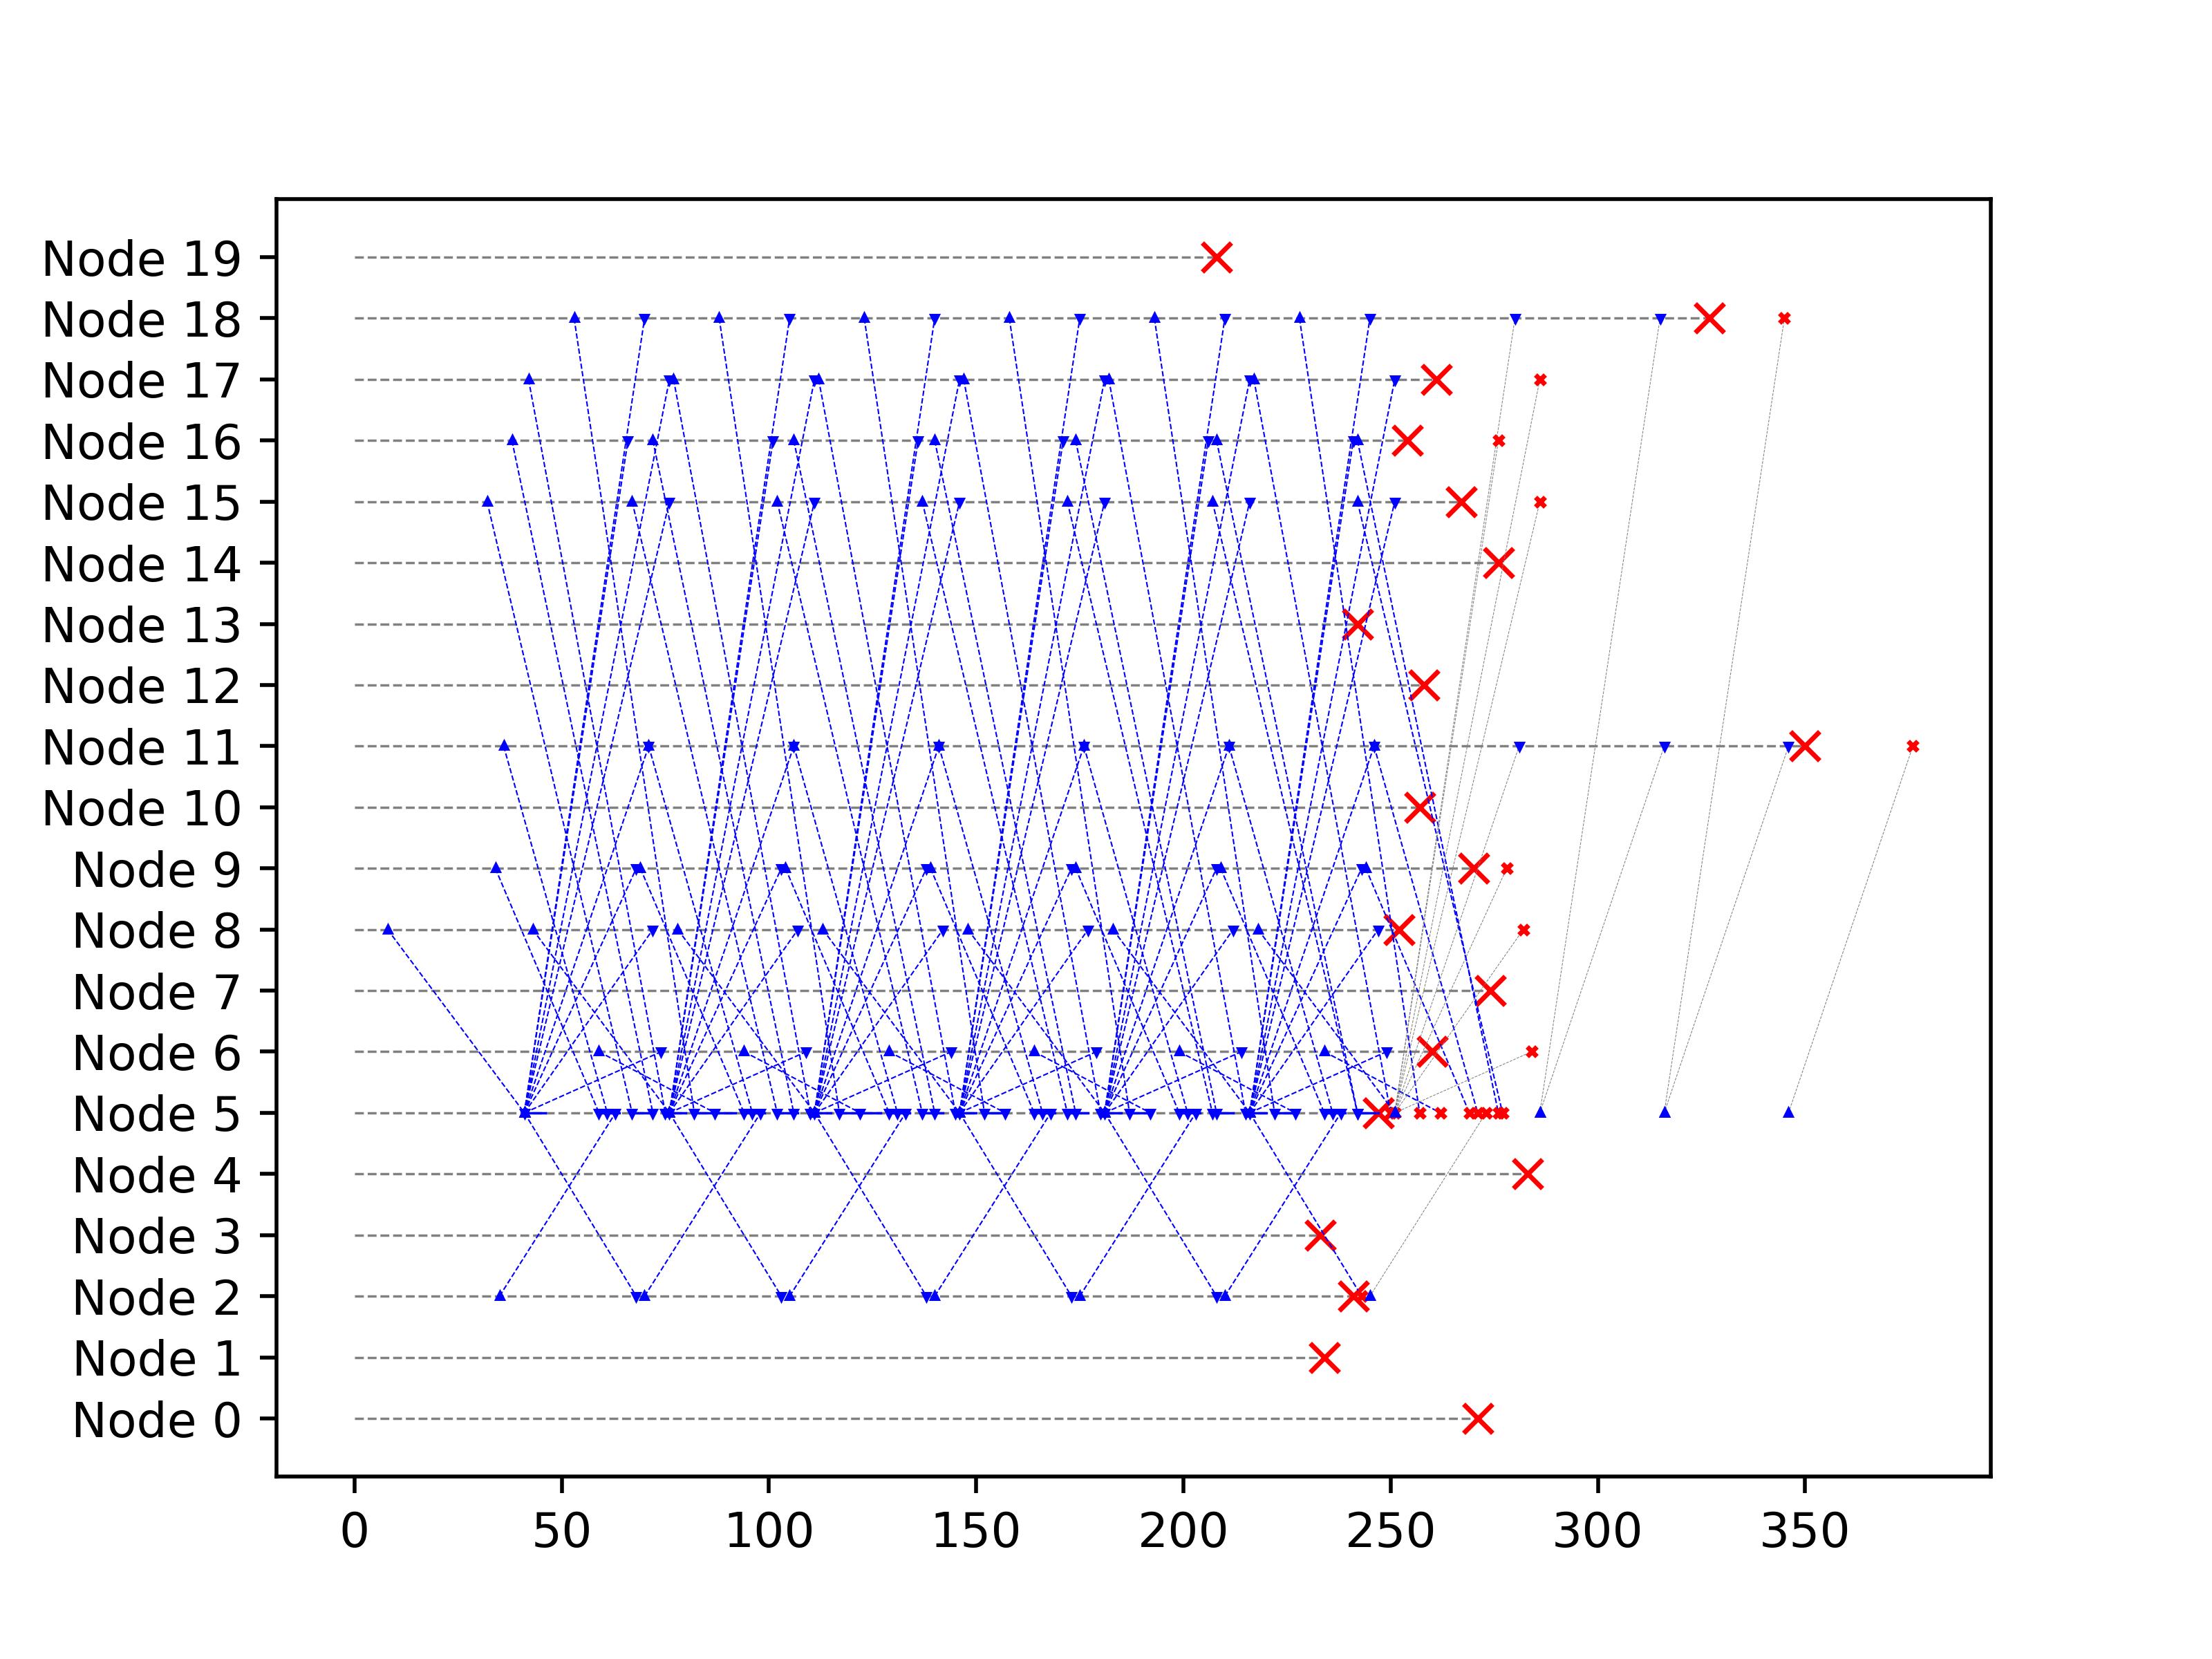 Node 19
Node 18
Node 17
Node 16
Node 15
Node 14
Node 13
Node 12
Node 11
Node 10
Node 9
Node 8
Node 7
Node 6
Node 5
Node 4
Node 3
Node 2
Node 1
Node 0
0 50 100 150 200 250 300 350